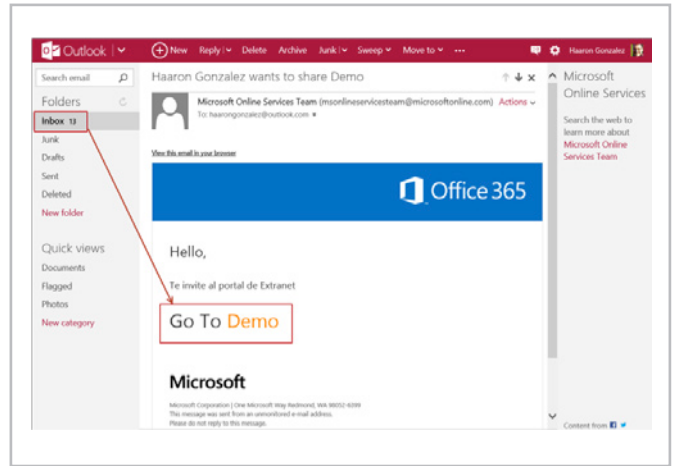 Outlook
New Reply Delete Archive Junk Sweep Move to ...
Haaron Gonzalez
Search email
Folders
Inbox 13
Junk
Drafts
Sent
Deleted
New folder
Quick views
Documents
Flagged
Photos
New category
Haaron Gonzalez wants to share Demo
Microsoft Online Services Team (msonlineservicesteam@microsoftonline.com) Actions
To: haarongonzalez@outlook.com
View this email in your browser
Office 365
Hello,
Te invite al portal de Extranet
Go To Demo
Microsoft
Microsoft Corporation | One Microsoft Way Redmond, WA 98052-6399
This message was sent from an unmonitored e-mail address.
Please do not reply to this message.
Microsoft
Online Services
Search the web to
learn more about
Microsoft Online
Services Team
Content from